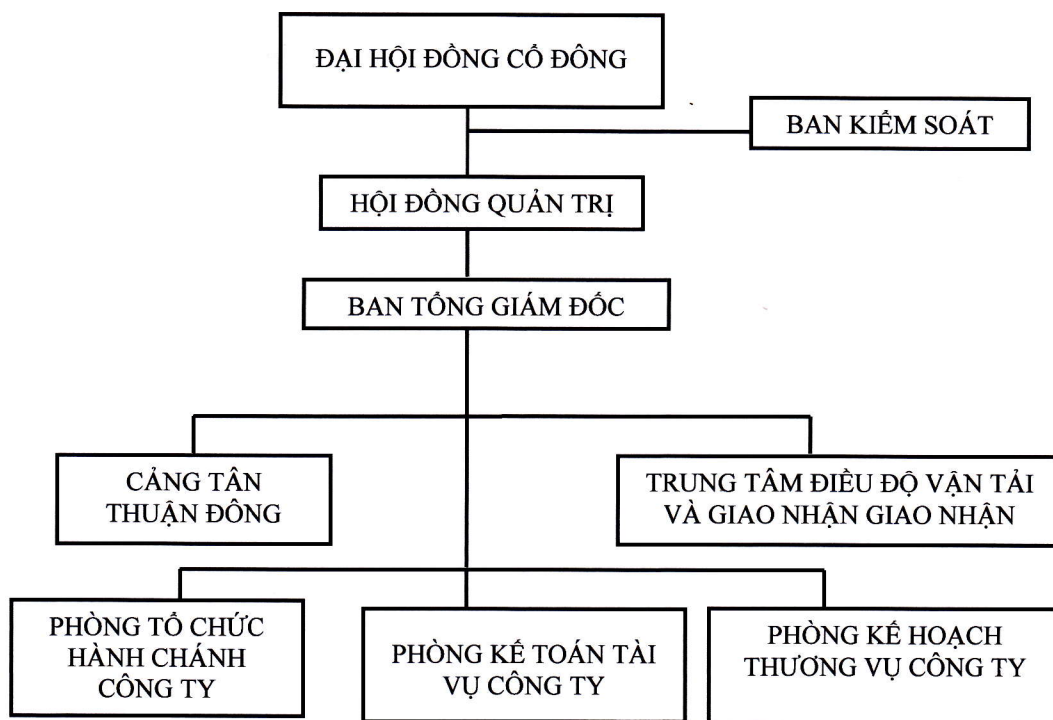 ĐẠI HỘI ĐỒNG CỔ ĐÔNG
BAN KIỂM SOÁT
HỘI ĐỒNG QUẢN TRỊ
BAN TỔNG GIÁM ĐỐC
CẢNG TÂN
THUẬN ĐÔNG
TRUNG TÂM ĐIỀU ĐỘ VẬN TẢI
VÀ GIAO NHẬN GIAO NHẬN
PHÒNG TỔ CHỨC
HÀNH CHÁNH
CÔNG TY
PHÒNG KẾ TOÁN TÀI
VỤ CÔNG TY
PHÒNG KẾ HOẠCH
THƯƠNG VỤ CÔNG TY